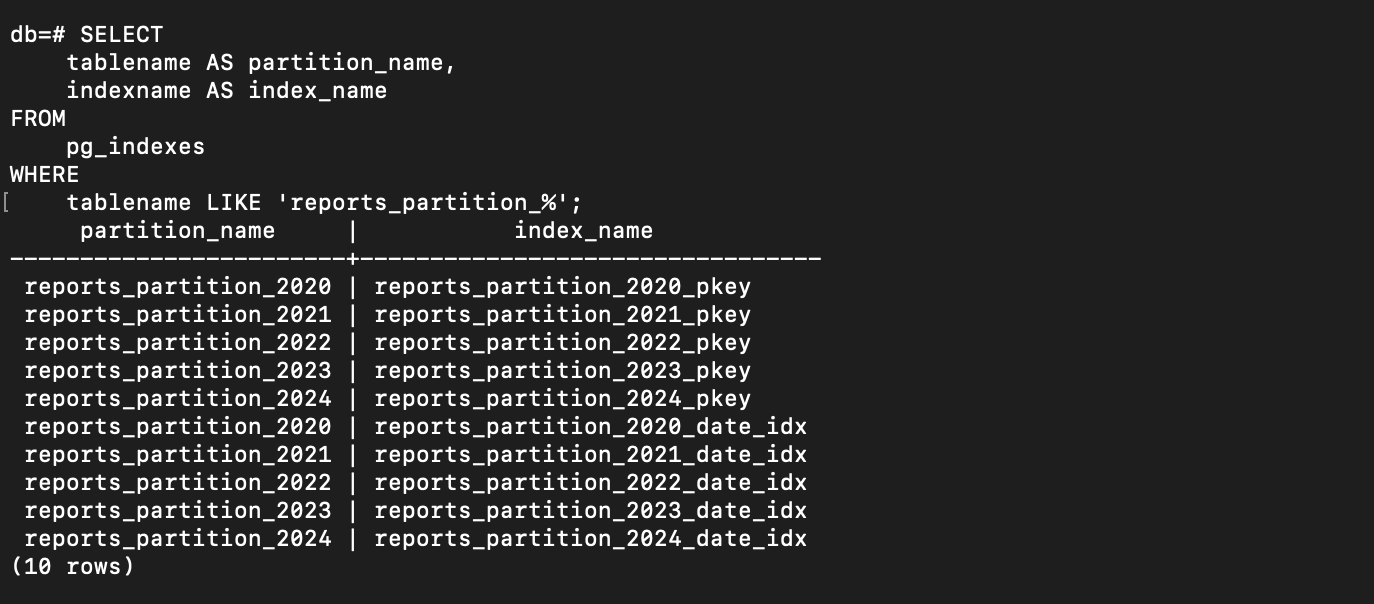 db=# SELECT
    tablename AS partition_name,
    indexname AS index_name
FROM
    pg_indexes
WHERE
[    tablename LIKE 'reports_partition_%';
     partition_name     |           index_name
------------------------+---------------------------------
 reports_partition_2020 | reports_partition_2020_pkey
 reports_partition_2021 | reports_partition_2021_pkey
 reports_partition_2022 | reports_partition_2022_pkey
 reports_partition_2023 | reports_partition_2023_pkey
 reports_partition_2024 | reports_partition_2024_pkey
 reports_partition_2020 | reports_partition_2020_date_idx
 reports_partition_2021 | reports_partition_2021_date_idx
 reports_partition_2022 | reports_partition_2022_date_idx
 reports_partition_2023 | reports_partition_2023_date_idx
 reports_partition_2024 | reports_partition_2024_date_idx
(10 rows)